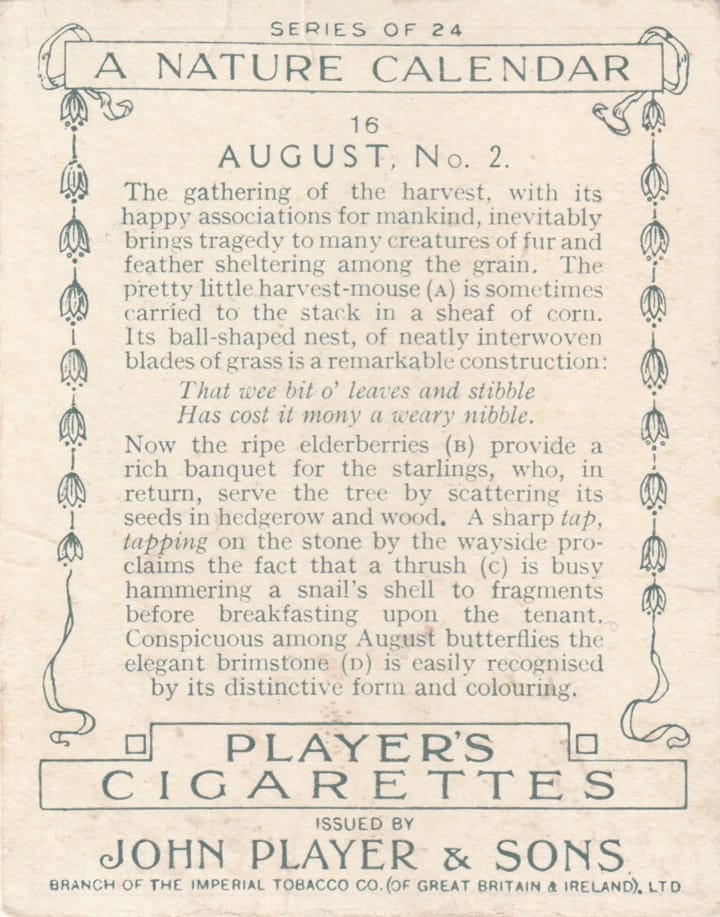 SERIES OF 24
A NATURE CALENDAR
16
AUGUST, No. 2.
The gathering of the harvest, with its
happy associations for mankind, inevitably
brings tragedy to many creatures of fur and
feather sheltering among the grain. The
pretty little harvest-mouse (A) is sometimes
carried to the stack in a sheaf of corn.
Its ball-shaped nest, of neatly interwoven
blades of grass is a remarkable construction:
That wee bit o' leaves and stibble
Has cost it mony a weary nibble.
Now the ripe elderberries (B) provide a
rich banquet for the starlings, who, in
return, serve the tree by scattering its
seeds in hedgerow and wood. A sharp tap,
tapping on the stone by the wayside pro-
claims the fact that a thrush (C) is busy
hammering a snail's shell to fragments
before breakfasting upon the tenant.
Conspicuous among August butterflies the
elegant brimstone (D) is easily recognised
by its distinctive form and colouring.
PLAYER'S
CIGARETTES
ISSUED BY
JOHN PLAYER & SONS
BRANCH OF THE IMPERIAL TOBACCO CO. (OF GREAT BRITAIN & IRELAND), LTD